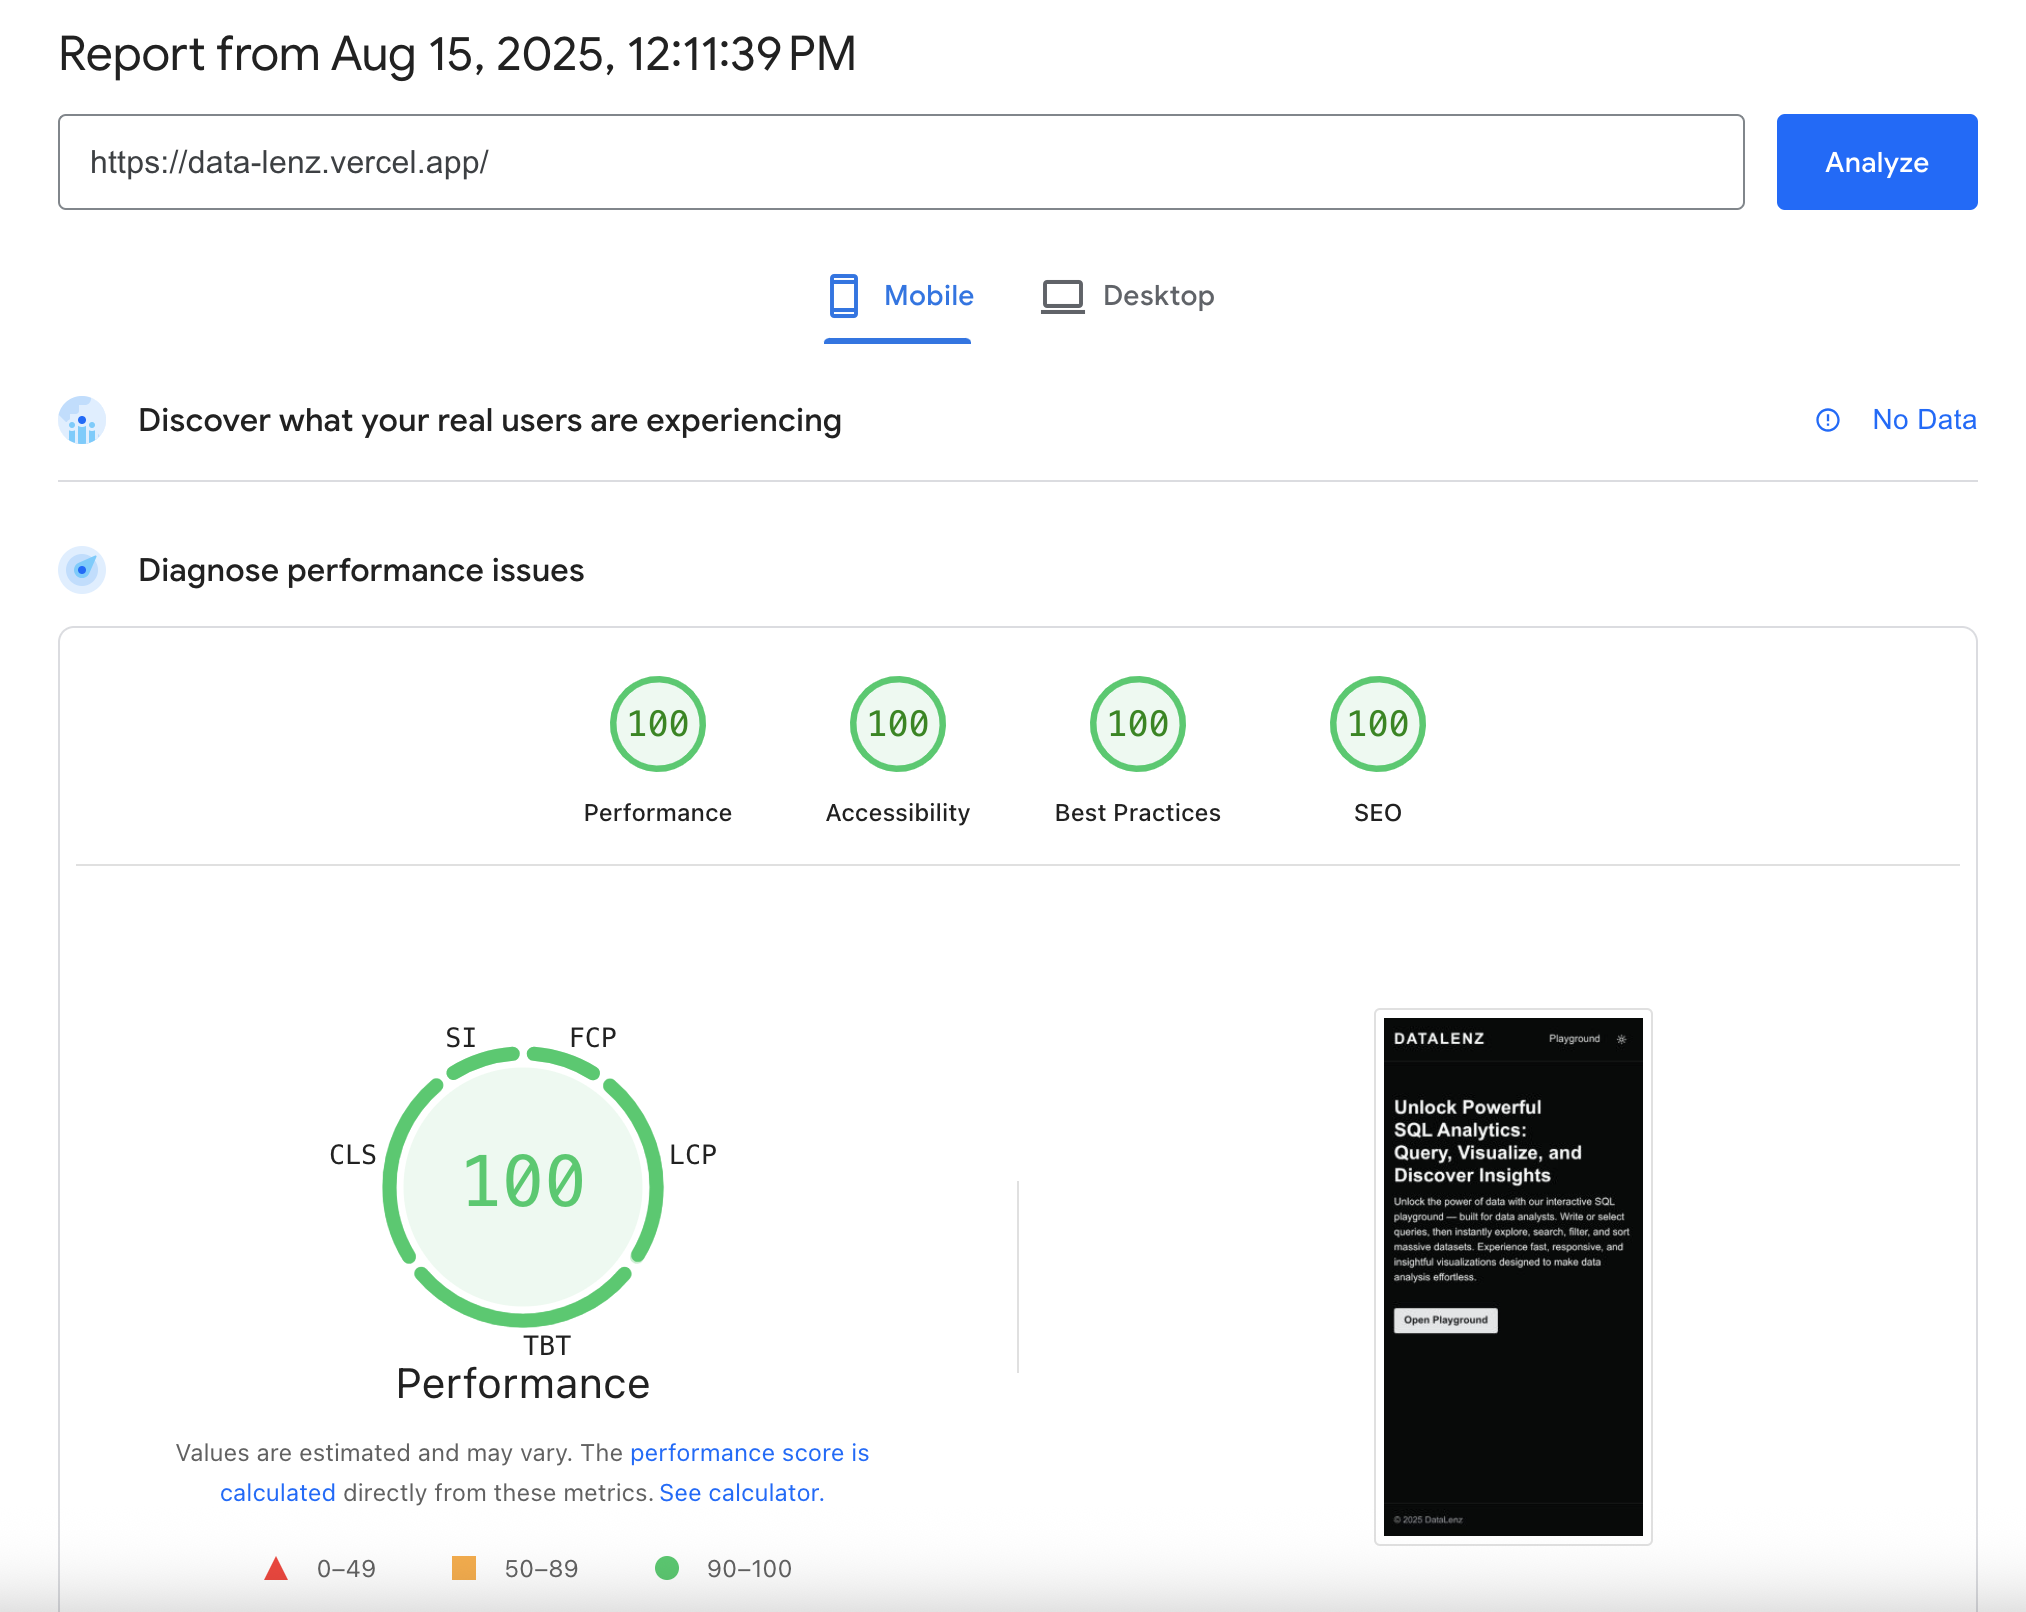 Report from Aug 15, 2025, 12:11:39 PM
https://data-lenz.vercel.app/
Analyze
Mobile
Desktop
Discover what your real users are experiencing
No Data
Diagnose performance issues
100
100
100
100
Performance
Accessibility
Best Practices
SEO
SI
FCP
CLS
LCP
100
TBT
Performance
Values are estimated and may vary. The performance score is
calculated directly from these metrics. See calculator.
0–49
50–89
90–100
DATALENZ
Playground
Unlock Powerful
SQL Analytics:
Query, Visualize, and
Discover Insights
Unlock the power of data with our interactive SQL
playground — built for data analysts. Write or select
queries, then instantly explore, search, filter, and sort
massive datasets. Experience fast, responsive, and
insightful visualizations designed to make data
analysis effortless.
Open Playground
© 2025 DataLenz